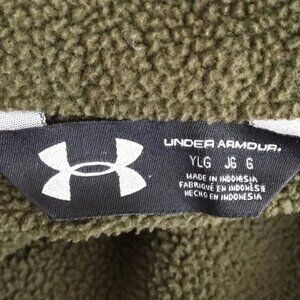 UNDER ARMOUR.
YLG JG G
MADE IN INDONESIA
FABRIQUÉ EN INDONÉSIE
HECHO EN INDONESIA